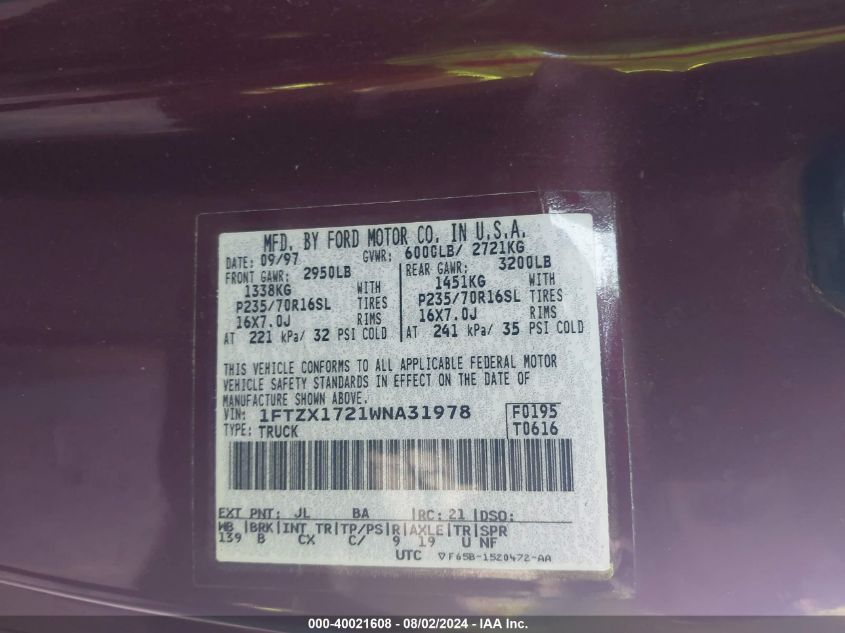 MFD. BY FORD MOTOR CO. IN U.S.A.
DATE: 09/97 GVWR: 6000LB/ 2721KG
FRONT GAWR: 2950LB REAR GAWR: 3200LB
1338KG WITH 1451KG WITH
P235/70R16SL TIRES P235/70R16SL TIRES
16X7.0J RIMS 16X7.0J RIMS
AT 221 kPa/ 32 PSI COLD AT 241 kPa/ 35 PSI COLD
THIS VEHICLE CONFORMS TO ALL APPLICABLE FEDERAL MOTOR
VEHICLE SAFETY STANDARDS IN EFFECT ON THE DATE OF
MANUFACTURE SHOWN ABOVE.
VIN: 1FTZX1721WNA31978 F0195
TYPE: TRUCK T0616
EXT PNT: JL BA RC: 21 DSO:
WB BRK INT TR TP/PS R AXLE TR SPR
139 B CX C/ 9 19 U NF
UTC ▽F65B-1520472-AA
000-40021608 - 08/02/2024 - IAA, Inc.